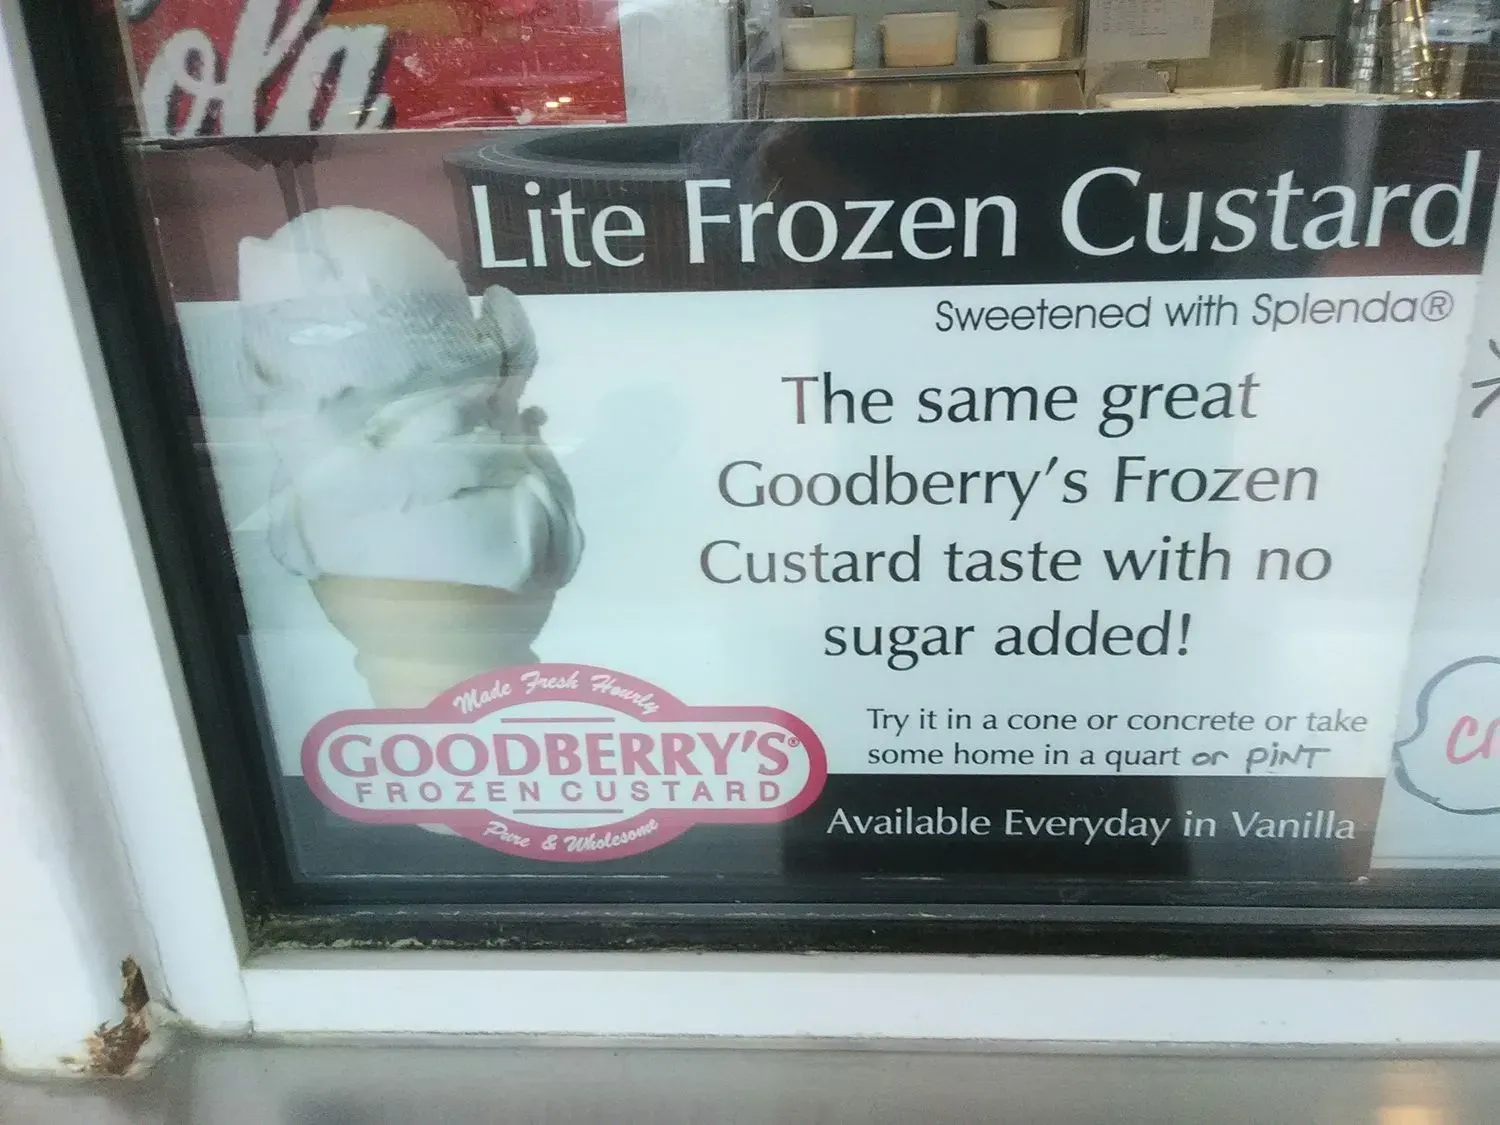 ola
Lite Frozen Custard
Sweetened with Splenda®
The same great
Goodberry's Frozen
Custard taste with no
sugar added!
Try it in a cone or concrete or take
some home in a quart or PiNT
Available Everyday in Vanilla
Made Fresh Hourly
GOODBERRY'S®
FROZEN CUSTARD
Pure & Wholesome